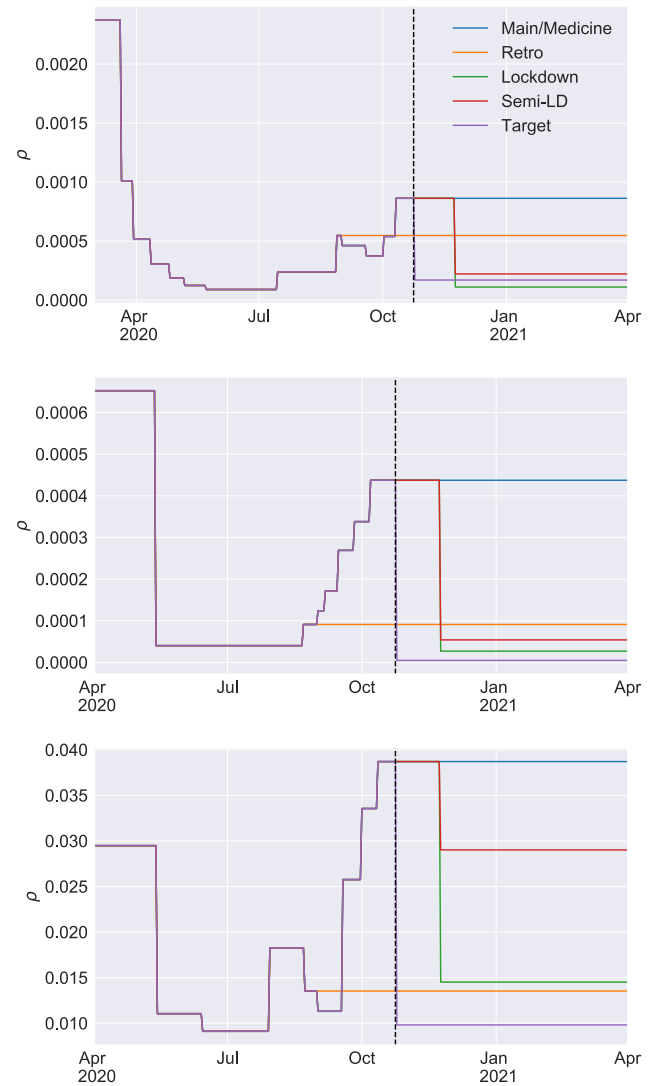 Main/Medicine
Retro
Lockdown
Semi-LD
Target
0.0020
0.0015
0.0010
0.0005
0.0000
ρ
Apr
2020
Jul
Oct
Jan
2021
Apr
0.0006
0.0005
0.0004
0.0003
0.0002
0.0001
0.0000
ρ
Apr
2020
Jul
Oct
Jan
2021
Apr
0.040
0.035
0.030
0.025
0.020
0.015
0.010
ρ
Apr
2020
Jul
Oct
Jan
2021
Apr